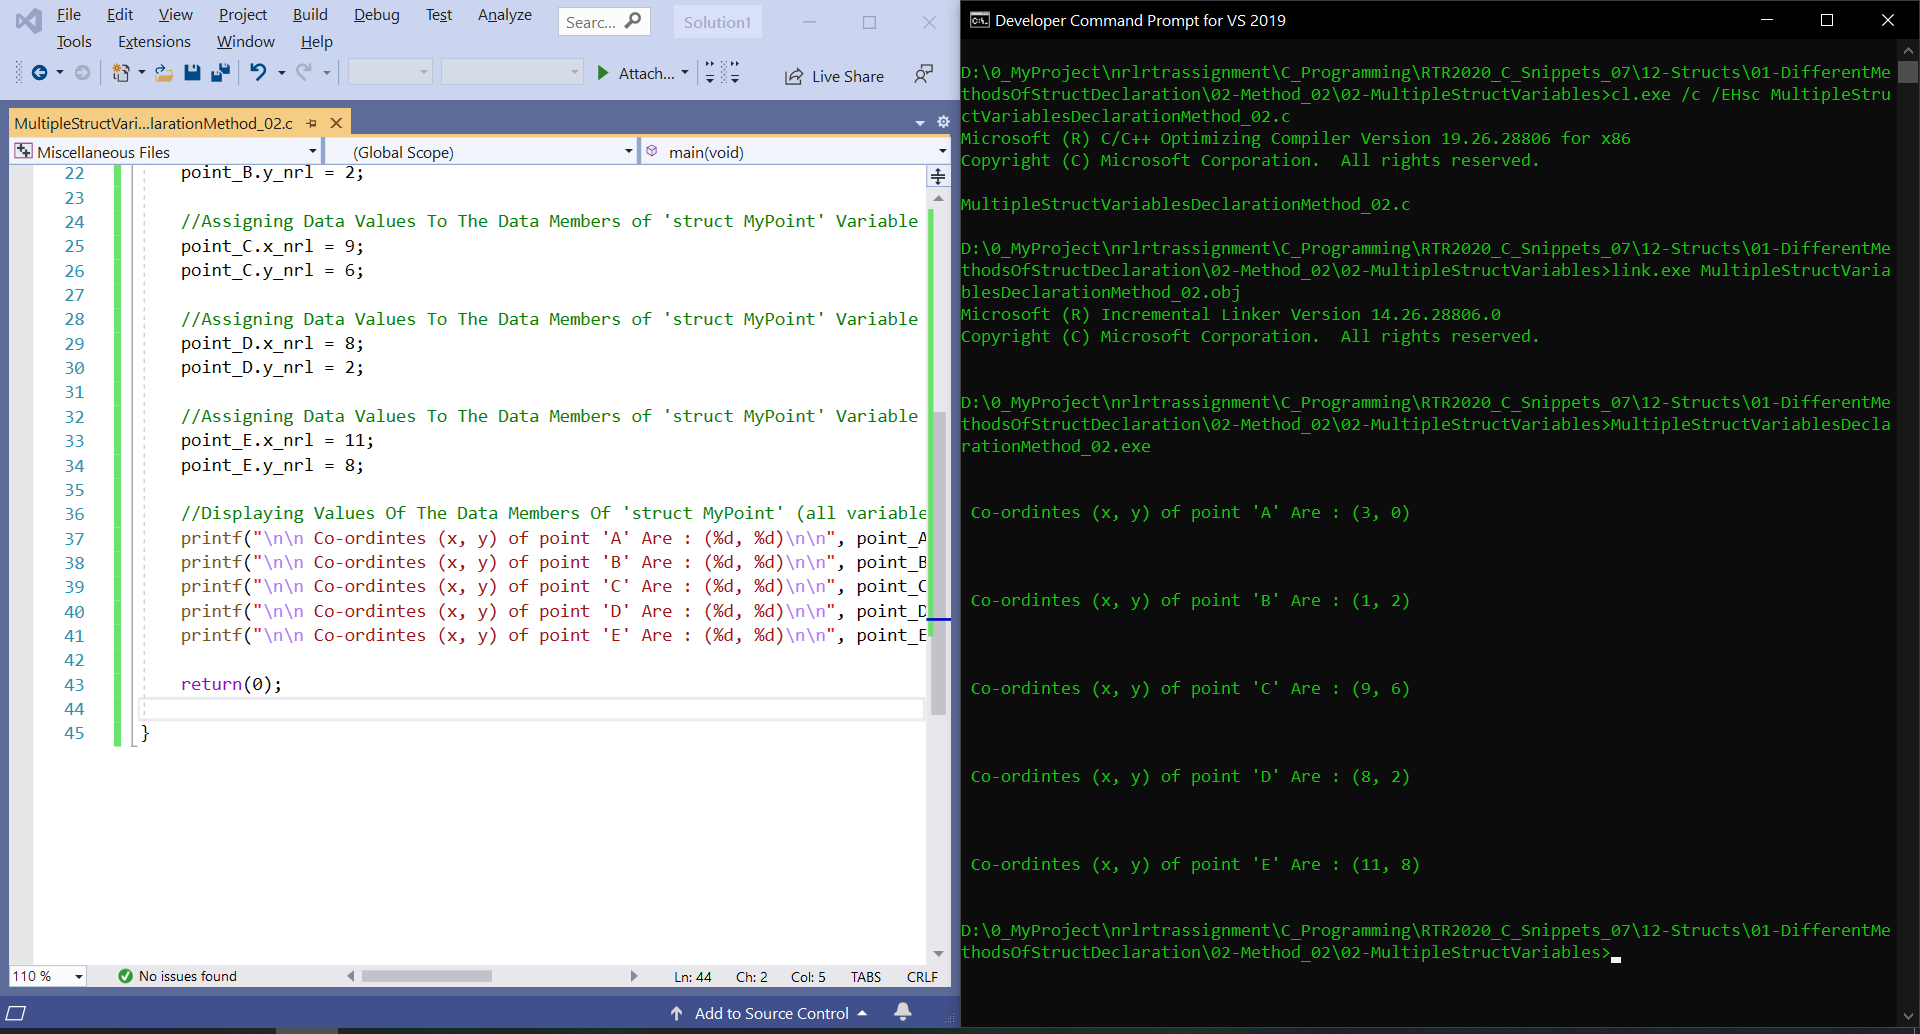 File Edit View Project Build Debug Test Analyze Searc... Solution1
Tools Extensions Window Help
Attach... Live Share
MultipleStructVari...larationMethod_02.c
Miscellaneous Files (Global Scope) main(void)
22 point_B.y_nrl = 2;
23
24 //Assigning Data Values To The Data Members of 'struct MyPoint' Variable
25 point_C.x_nrl = 9;
26 point_C.y_nrl = 6;
27
28 //Assigning Data Values To The Data Members of 'struct MyPoint' Variable
29 point_D.x_nrl = 8;
30 point_D.y_nrl = 2;
31
32 //Assigning Data Values To The Data Members of 'struct MyPoint' Variable
33 point_E.x_nrl = 11;
34 point_E.y_nrl = 8;
35
36 //Displaying Values Of The Data Members Of 'struct MyPoint' (all variable
37 printf("\n\n Co-ordintes (x, y) of point 'A' Are : (%d, %d)\n\n", point_A
38 printf("\n\n Co-ordintes (x, y) of point 'B' Are : (%d, %d)\n\n", point_B
39 printf("\n\n Co-ordintes (x, y) of point 'C' Are : (%d, %d)\n\n", point_C
40 printf("\n\n Co-ordintes (x, y) of point 'D' Are : (%d, %d)\n\n", point_D
41 printf("\n\n Co-ordintes (x, y) of point 'E' Are : (%d, %d)\n\n", point_E
42
43 return(0);
44
45 }
110 % No issues found Ln: 44 Ch: 2 Col: 5 TABS CRLF
Add to Source Control
Developer Command Prompt for VS 2019
D:\0_MyProject\nrlrtrassignment\C_Programming\RTR2020_C_Snippets_07\12-Structs\01-DifferentMe
thodsOfStructDeclaration\02-Method_02\02-MultipleStructVariables>cl.exe /c /EHsc MultipleStru
ctVariablesDeclarationMethod_02.c
Microsoft (R) C/C++ Optimizing Compiler Version 19.26.28806 for x86
Copyright (C) Microsoft Corporation.  All rights reserved.
MultipleStructVariablesDeclarationMethod_02.c
D:\0_MyProject\nrlrtrassignment\C_Programming\RTR2020_C_Snippets_07\12-Structs\01-DifferentMe
thodsOfStructDeclaration\02-Method_02\02-MultipleStructVariables>link.exe MultipleStructVaria
blesDeclarationMethod_02.obj
Microsoft (R) Incremental Linker Version 14.26.28806.0
Copyright (C) Microsoft Corporation.  All rights reserved.
D:\0_MyProject\nrlrtrassignment\C_Programming\RTR2020_C_Snippets_07\12-Structs\01-DifferentMe
thodsOfStructDeclaration\02-Method_02\02-MultipleStructVariables>MultipleStructVariablesDecla
rationMethod_02.exe
Co-ordintes (x, y) of point 'A' Are : (3, 0)
Co-ordintes (x, y) of point 'B' Are : (1, 2)
Co-ordintes (x, y) of point 'C' Are : (9, 6)
Co-ordintes (x, y) of point 'D' Are : (8, 2)
Co-ordintes (x, y) of point 'E' Are : (11, 8)
D:\0_MyProject\nrlrtrassignment\C_Programming\RTR2020_C_Snippets_07\12-Structs\01-DifferentMe
thodsOfStructDeclaration\02-Method_02\02-MultipleStructVariables>